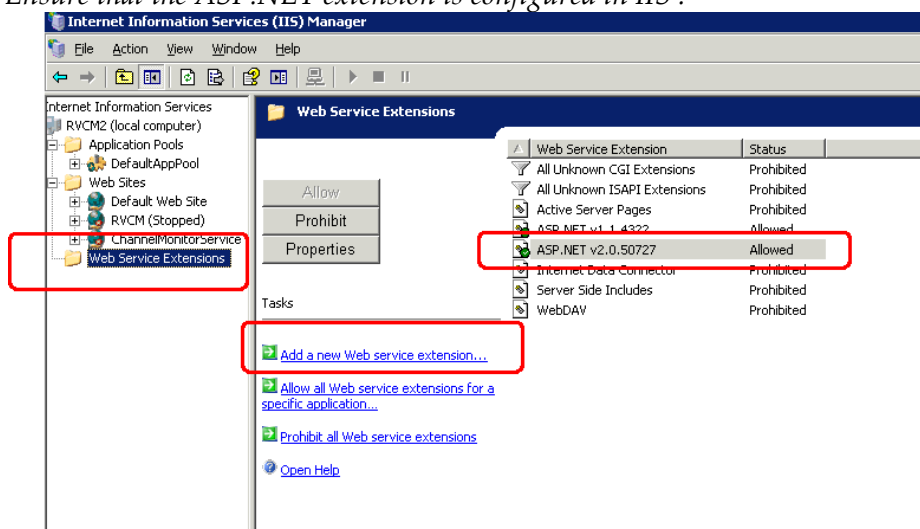 Ensure that the ASP.NET extension is configured in IIS .
Internet Information Services (IIS) Manager
File Action View Window Help
Internet Information Services
RVCM2 (local computer)
Application Pools
DefaultAppPool
Web Sites
Default Web Site
RVCM (Stopped)
ChannelMonitorService
Web Service Extensions
Web Service Extensions
Allow
Prohibit
Properties
Tasks
Add a new Web service extension...
Allow all Web service extensions for a
specific application...
Prohibit all Web service extensions
Open Help
Web Service Extension Status
All Unknown CGI Extensions Prohibited
All Unknown ISAPI Extensions Prohibited
Active Server Pages Prohibited
ASP.NET v1.1.4322 Allowed
ASP.NET v2.0.50727 Allowed
Internet Data Connector Prohibited
Server Side Includes Prohibited
WebDAV Prohibited